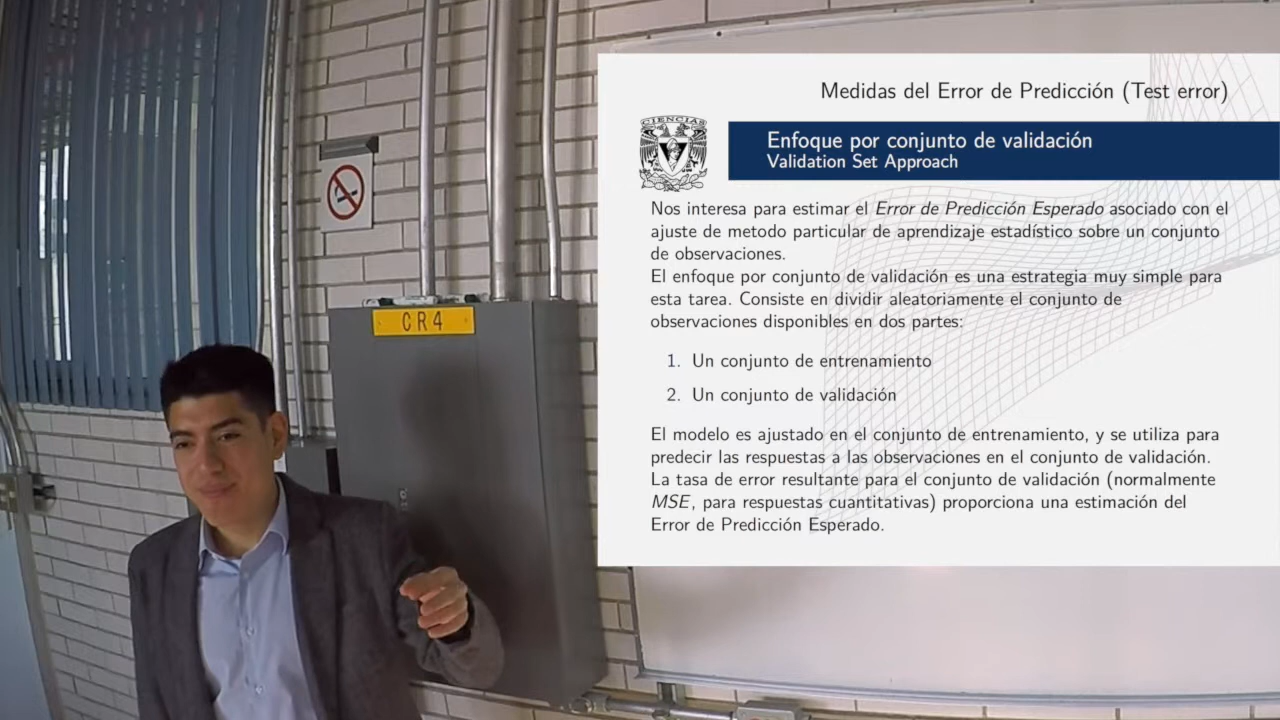 Medidas del Error de Predicción (Test error)
CIENCIAS
Enfoque por conjunto de validación
Validation Set Approach
Nos interesa para estimar el Error de Predicción Esperado asociado con el
ajuste de metodo particular de aprendizaje estadístico sobre un conjunto
de observaciones.
El enfoque por conjunto de validación es una estrategia muy simple para
esta tarea. Consiste en dividir aleatoriamente el conjunto de
observaciones disponibles en dos partes:
1. Un conjunto de entrenamiento
2. Un conjunto de validación
El modelo es ajustado en el conjunto de entrenamiento, y se utiliza para
predecir las respuestas a las observaciones en el conjunto de validación.
La tasa de error resultante para el conjunto de validación (normalmente
MSE, para respuestas cuantitativas) proporciona una estimación del
Error de Predicción Esperado.
CR4